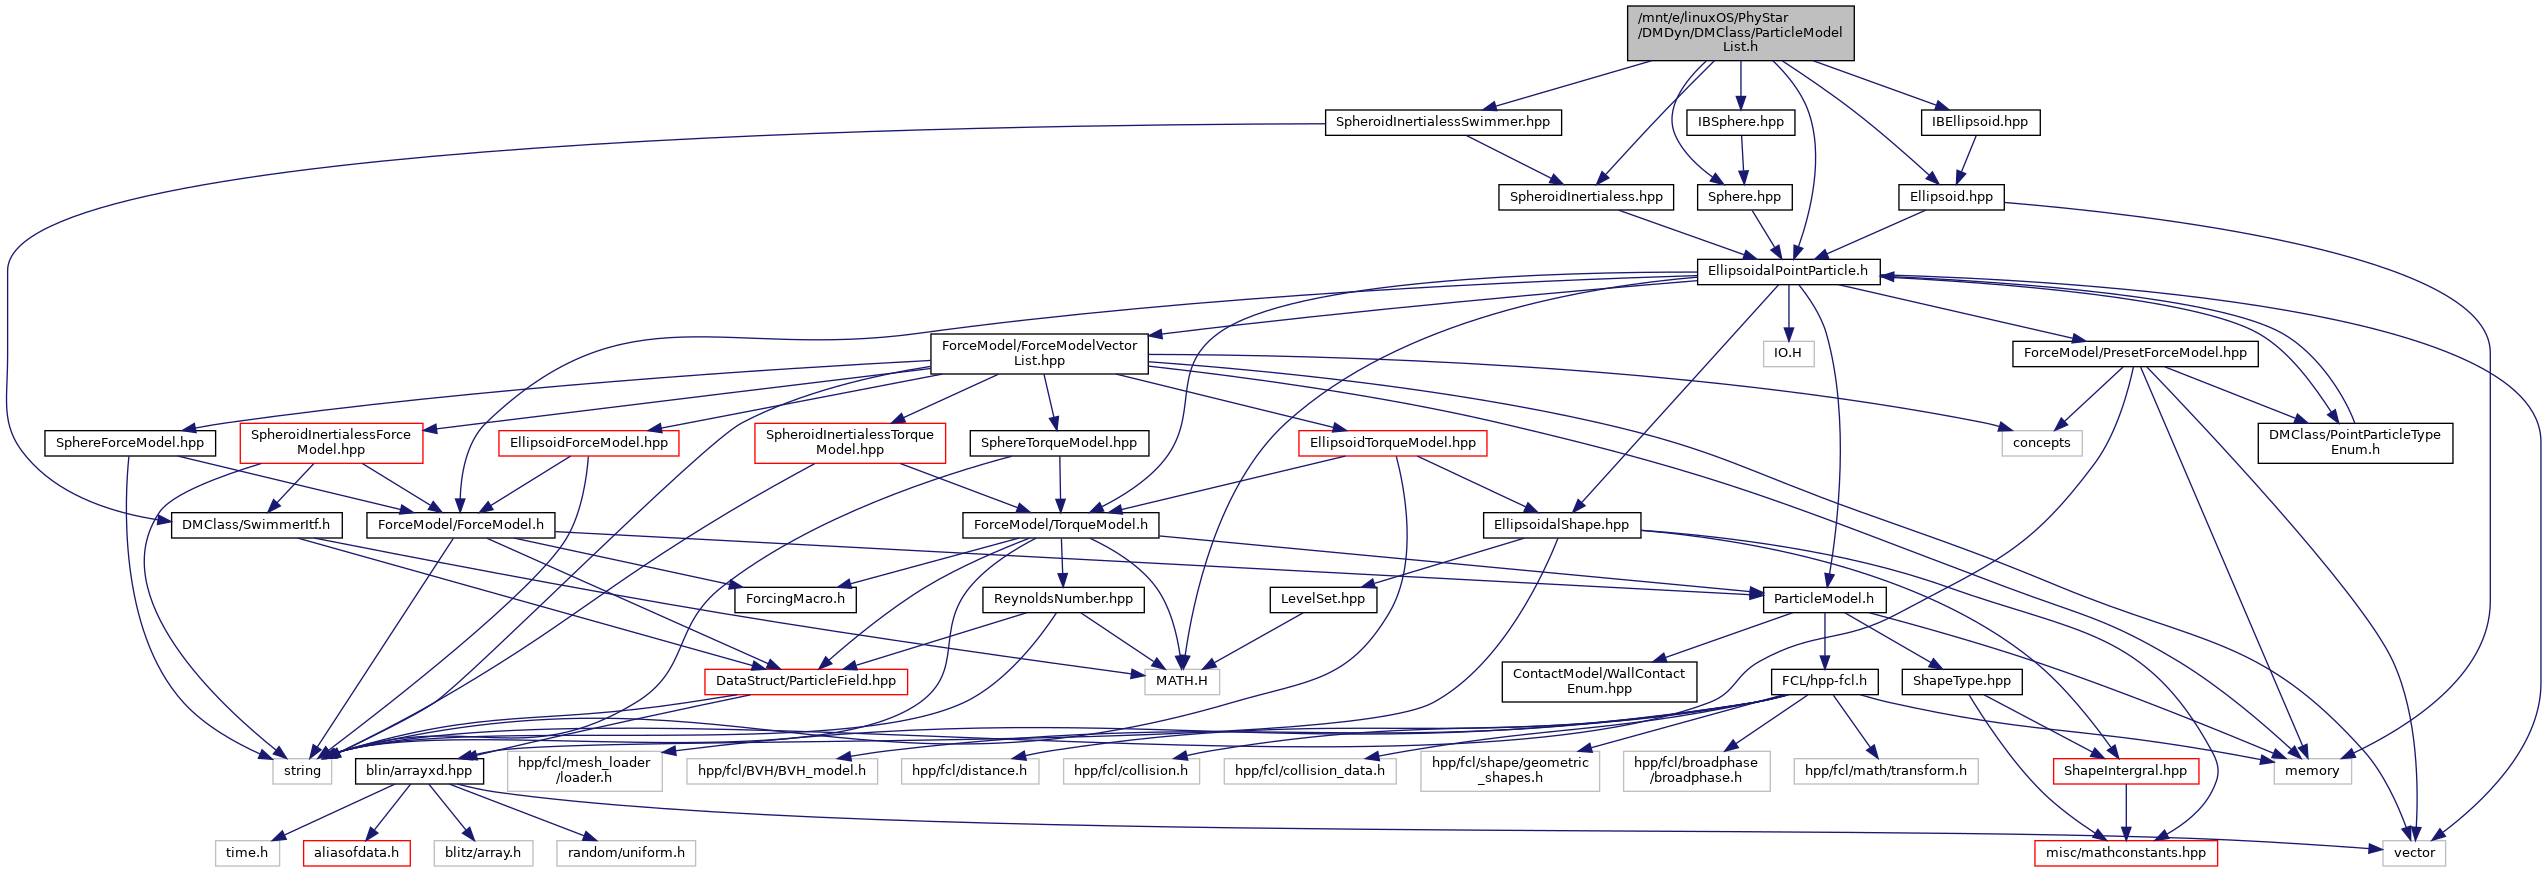 /mnt/e/linuxOS/PhyStar
/DMDyn/DMClass/ParticleModel
List.h
SpheroidInertialessSwimmer.hpp
IBSphere.hpp
IBEllipsoid.hpp
SpheroidInertialess.hpp
Sphere.hpp
Ellipsoid.hpp
EllipsoidalPointParticle.h
ForceModel/ForceModelVector
List.hpp
IO.H
ForceModel/PresetForceModel.hpp
SphereForceModel.hpp
SpheroidInertialessForce
Model.hpp
EllipsoidForceModel.hpp
SpheroidInertialessTorque
Model.hpp
SphereTorqueModel.hpp
EllipsoidTorqueModel.hpp
concepts
DMClass/PointParticleType
Enum.h
DMClass/SwimmerItf.h
ForceModel/ForceModel.h
ForceModel/TorqueModel.h
EllipsoidalShape.hpp
ForcingMacro.h
ReynoldsNumber.hpp
LevelSet.hpp
ParticleModel.h
DataStruct/ParticleField.hpp
MATH.H
ContactModel/WallContact
Enum.hpp
FCL/hpp-fcl.h
ShapeType.hpp
string
blin/arrayxd.hpp
hpp/fcl/mesh_loader
/loader.h
hpp/fcl/BVH/BVH_model.h
hpp/fcl/distance.h
hpp/fcl/collision.h
hpp/fcl/collision_data.h
hpp/fcl/shape/geometric
_shapes.h
hpp/fcl/broadphase
/broadphase.h
hpp/fcl/math/transform.h
ShapeIntergral.hpp
memory
time.h
aliasofdata.h
blitz/array.h
random/uniform.h
misc/mathconstants.hpp
vector